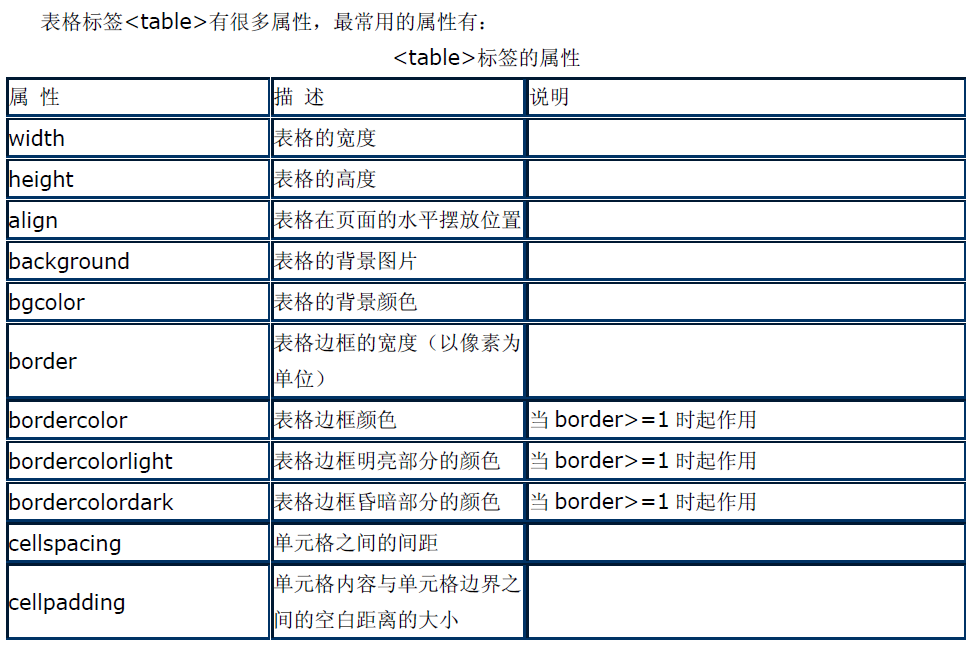 表格标签<table>有很多属性，最常用的属性有：
<table>标签的属性
属 性 描 述 说明
width 表格的宽度
height 表格的高度
align 表格在页面的水平摆放位置
background 表格的背景图片
bgcolor 表格的背景颜色
border 表格边框的宽度（以像素为
单位）
bordercolor 表格边框颜色 当 border>=1 时起作用
bordercolorlight 表格边框明亮部分的颜色 当 border>=1 时起作用
bordercolordark 表格边框昏暗部分的颜色 当 border>=1 时起作用
cellspacing 单元格之间的间距
cellpadding 单元格内容与单元格边界之
间的空白距离的大小